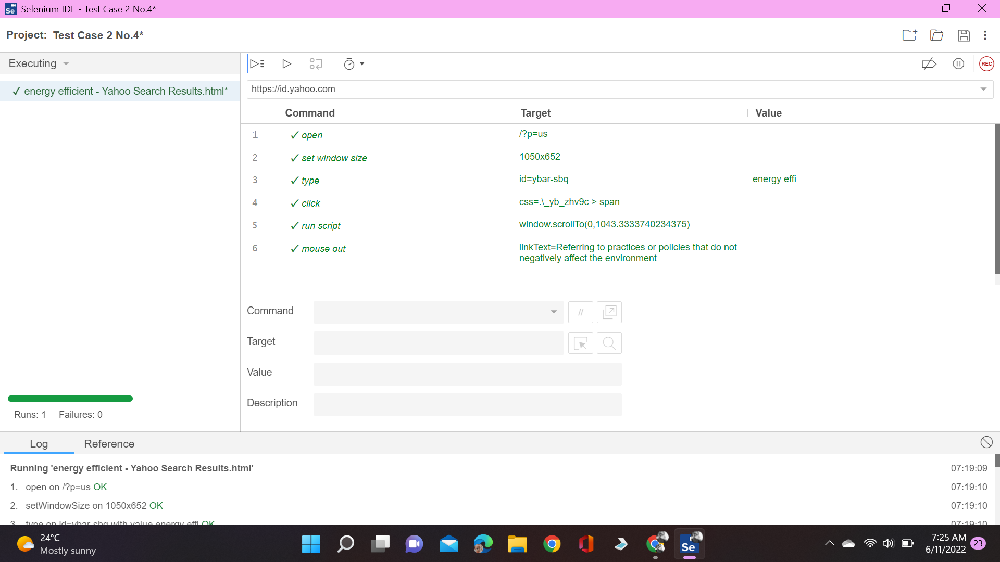 Se Selenium IDE - Test Case 2 No.4*
Project: Test Case 2 No.4*
Executing
REC
✓ energy efficient - Yahoo Search Results.html*
https://id.yahoo.com
Command Target Value
1 ✓ open /?p=us
2 ✓ set window size 1050x652
3 ✓ type id=ybar-sbq energy effi
4 ✓ click css=.\_yb_zhv9c > span
5 ✓ run script window.scrollTo(0,1043.3333740234375)
6 ✓ mouse out linkText=Referring to practices or policies that do not
negatively affect the environment
Command //
Target
Value
Description
Runs: 1 Failures: 0
Log Reference
Running 'energy efficient - Yahoo Search Results.html' 07:19:09
1. open on /?p=us OK 07:19:10
2. setWindowSize on 1050x652 OK 07:19:10
3. type on id=ybar-sbq with value energy effi OK 07:19:10
24°C
Mostly sunny
Se
7:25 AM
6/11/2022
23